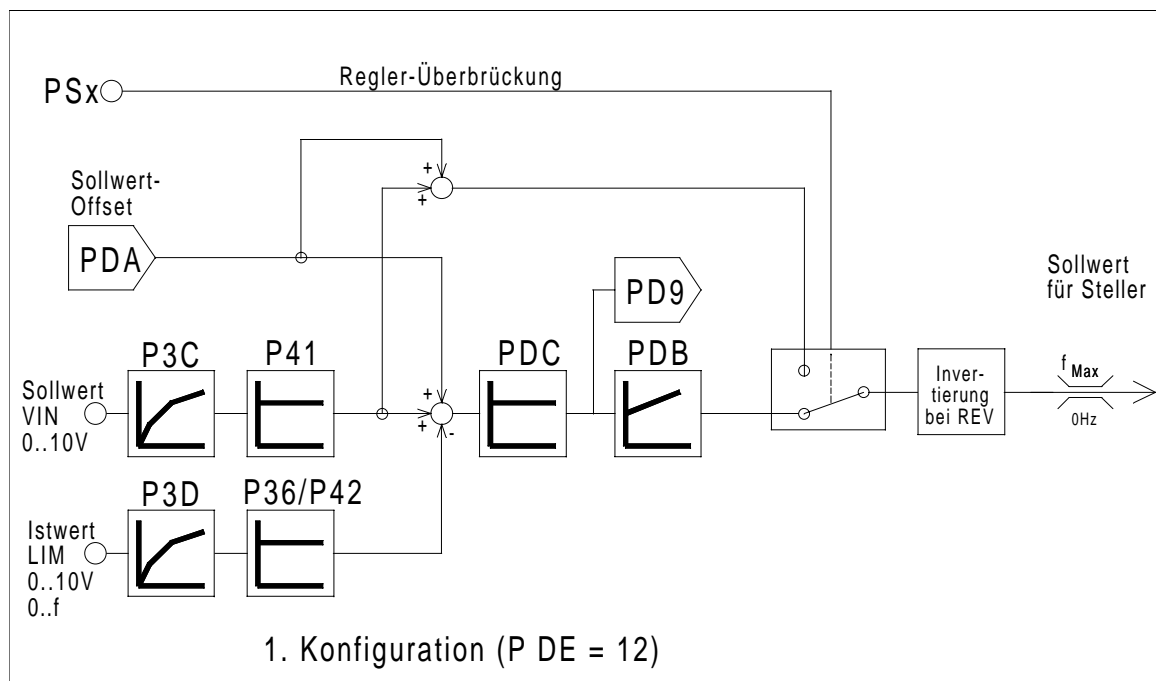 PSx
Regler-Überbrückung
Sollwert-
Offset
PDA
+
+
PD9
Sollwert
für Steller
P3C
P41
PDC
PDB
Sollwert
VIN
0..10V
+
+
-
Inver-
tierung
bei REV
f Max
0Hz
P3D
P36/P42
Istwert
LIM
0..10V
0..f
1. Konfiguration (P DE = 12)